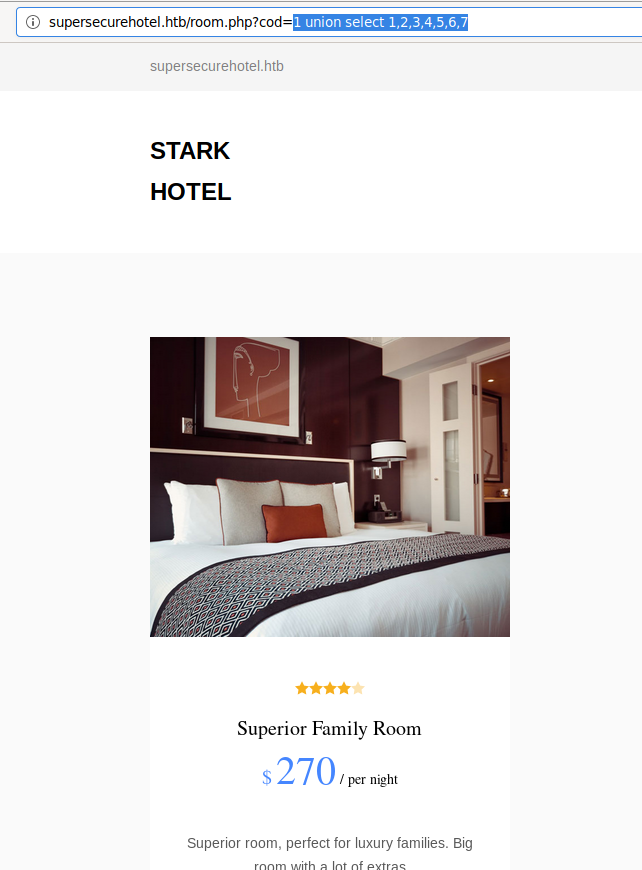 supersecurehotel.htb/room.php?cod=1 union select 1,2,3,4,5,6,7
supersecurehotel.htb
STARK
HOTEL
Superior Family Room
$ 270 / per night
Superior room, perfect for luxury families. Big
room with a lot of extras.